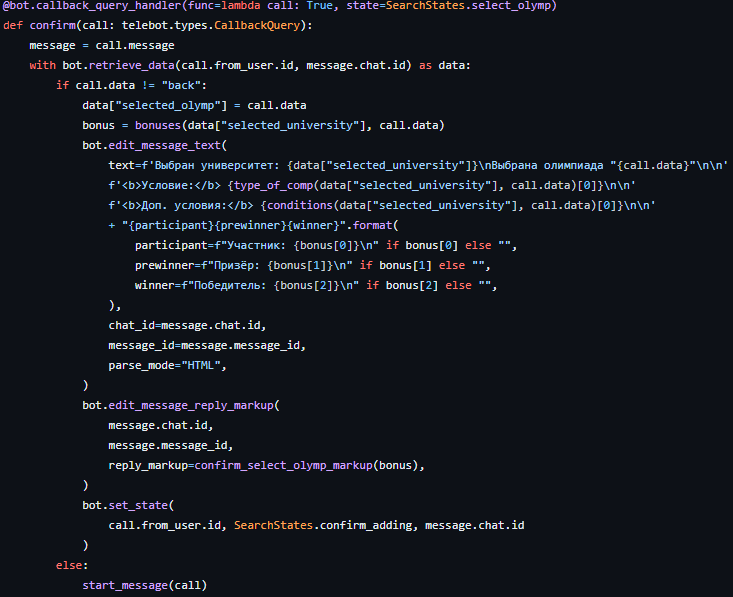 @bot.callback_query_handler(func=lambda call: True, state=SearchStates.select_olymp)
def confirm(call: telebot.types.CallbackQuery):
    message = call.message
    with bot.retrieve_data(call.from_user.id, message.chat.id) as data:
        if call.data != "back":
            data["selected_olymp"] = call.data
            bonus = bonuses(data["selected_university"], call.data)
            bot.edit_message_text(
                text=f'Выбран университет: {data["selected_university"]}\nВыбрана олимпиада "{call.data}"\n\n'
                f'<b>Условие:</b> {type_of_comp(data["selected_university"], call.data)[0]}\n\n'
                f'<b>Доп. условия:</b> {conditions(data["selected_university"], call.data)[0]}\n\n'
                + "{participant}{prewinner}{winner}".format(
                    participant=f"Участник: {bonus[0]}\n" if bonus[0] else "",
                    prewinner=f"Призёр: {bonus[1]}\n" if bonus[1] else "",
                    winner=f"Победитель: {bonus[2]}\n" if bonus[2] else "",
                ),
                chat_id=message.chat.id,
                message_id=message.message_id,
                parse_mode="HTML",
            )
            bot.edit_message_reply_markup(
                message.chat.id,
                message.message_id,
                reply_markup=confirm_select_olymp_markup(bonus),
            )
            bot.set_state(
                call.from_user.id, SearchStates.confirm_adding, message.chat.id
            )
        else:
            start_message(call)